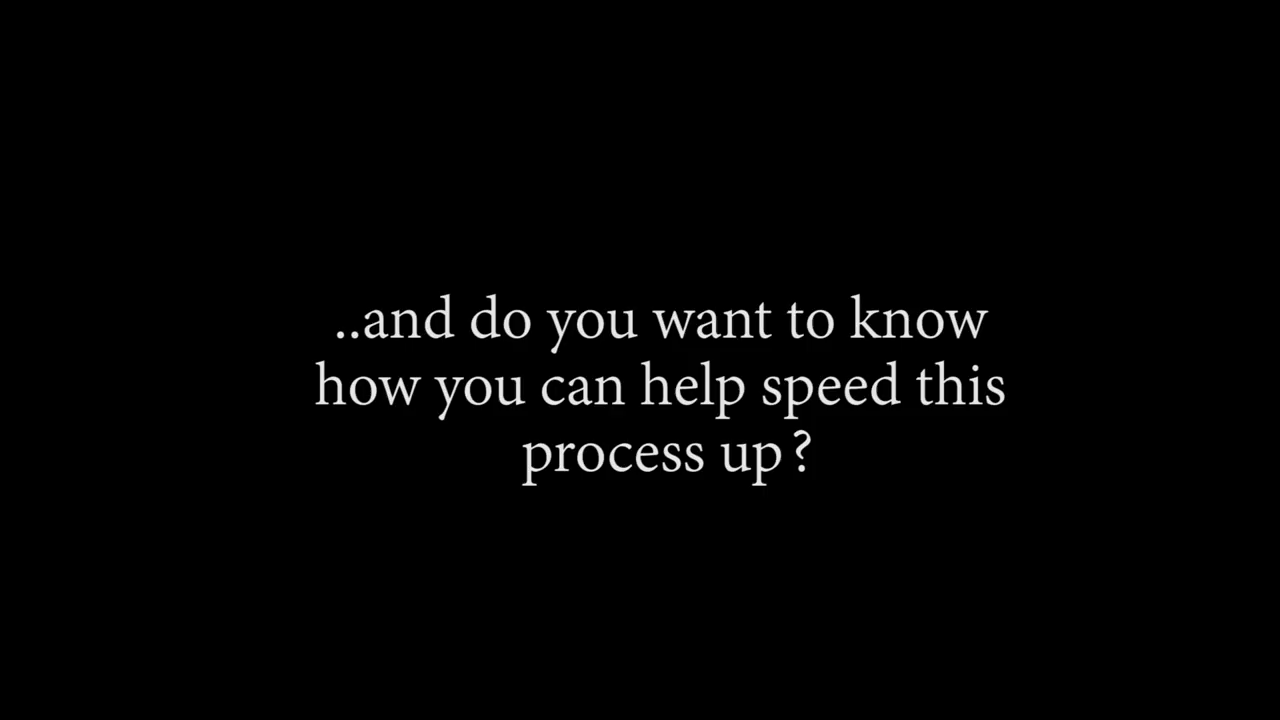 ..and do you want to know
how you can help speed this
process up?